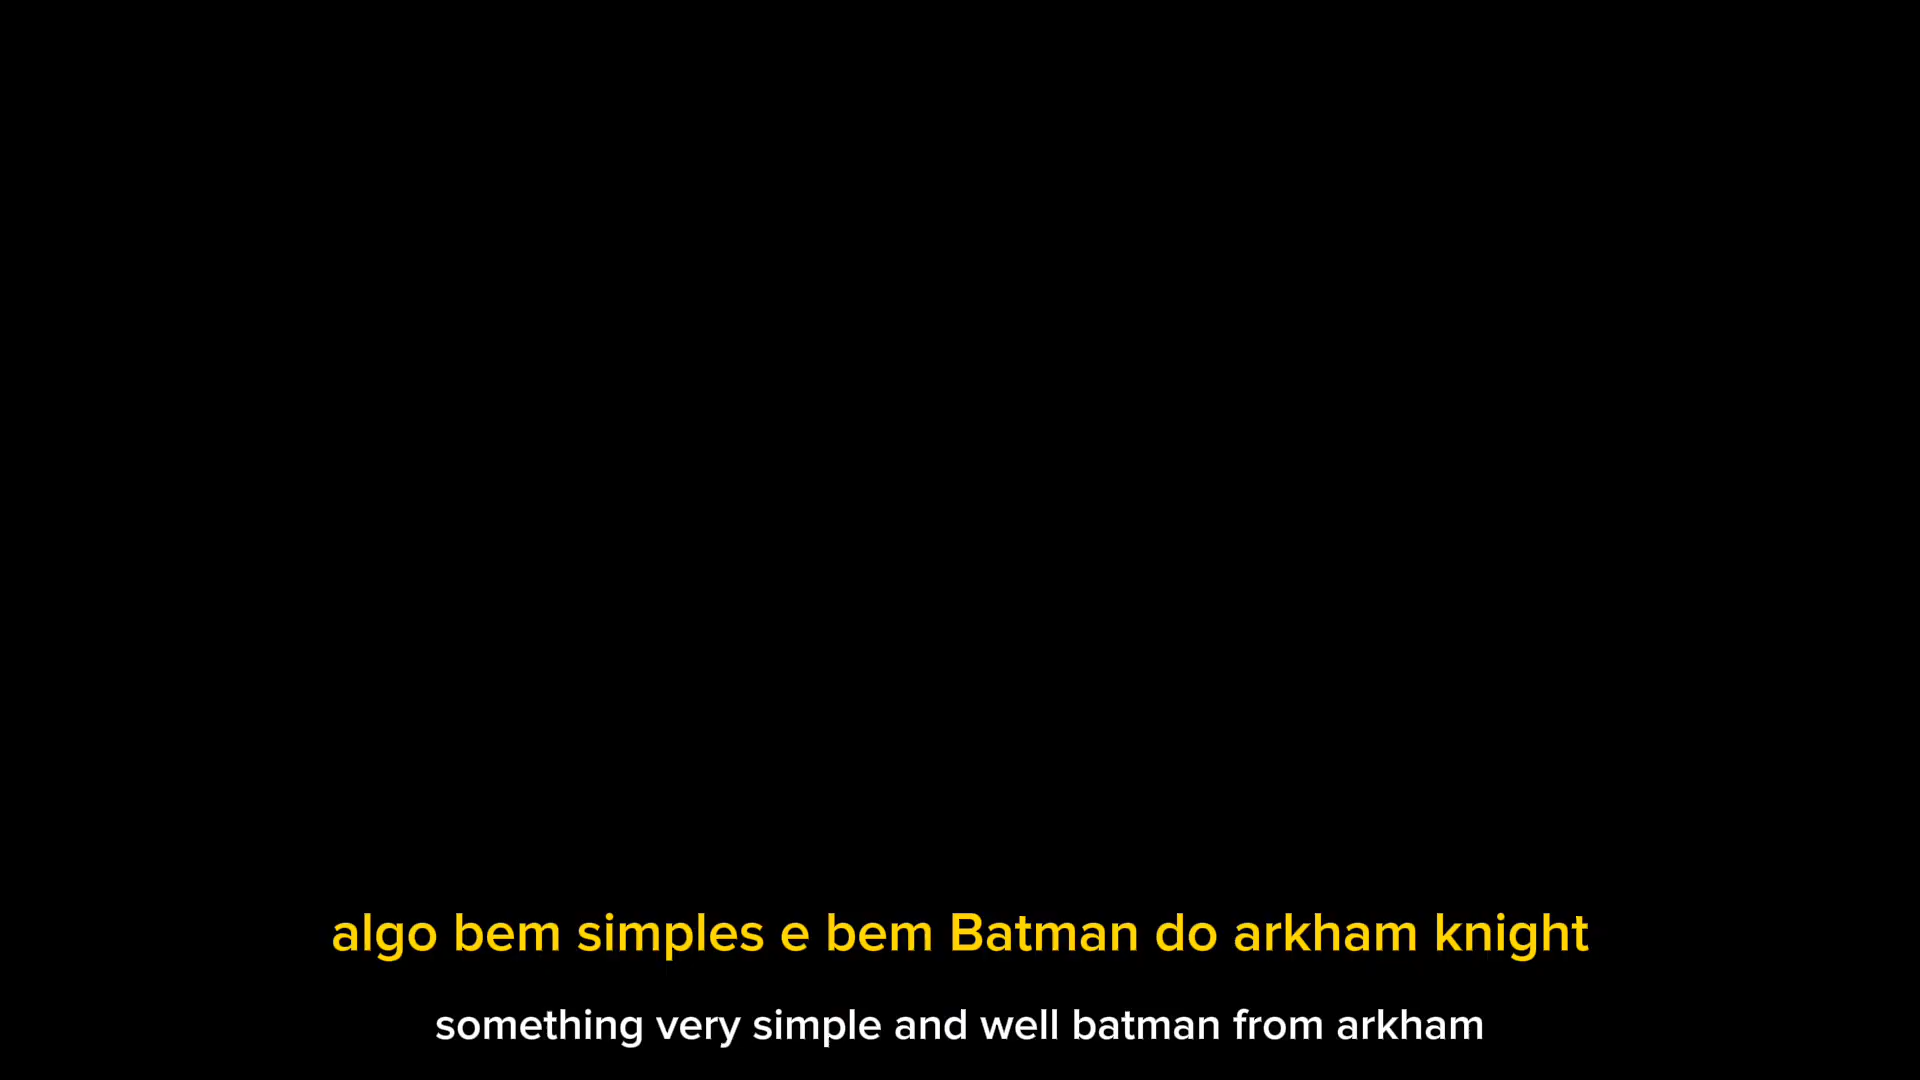 algo bem simples e bem Batman do arkham knight
something very simple and well batman from arkham